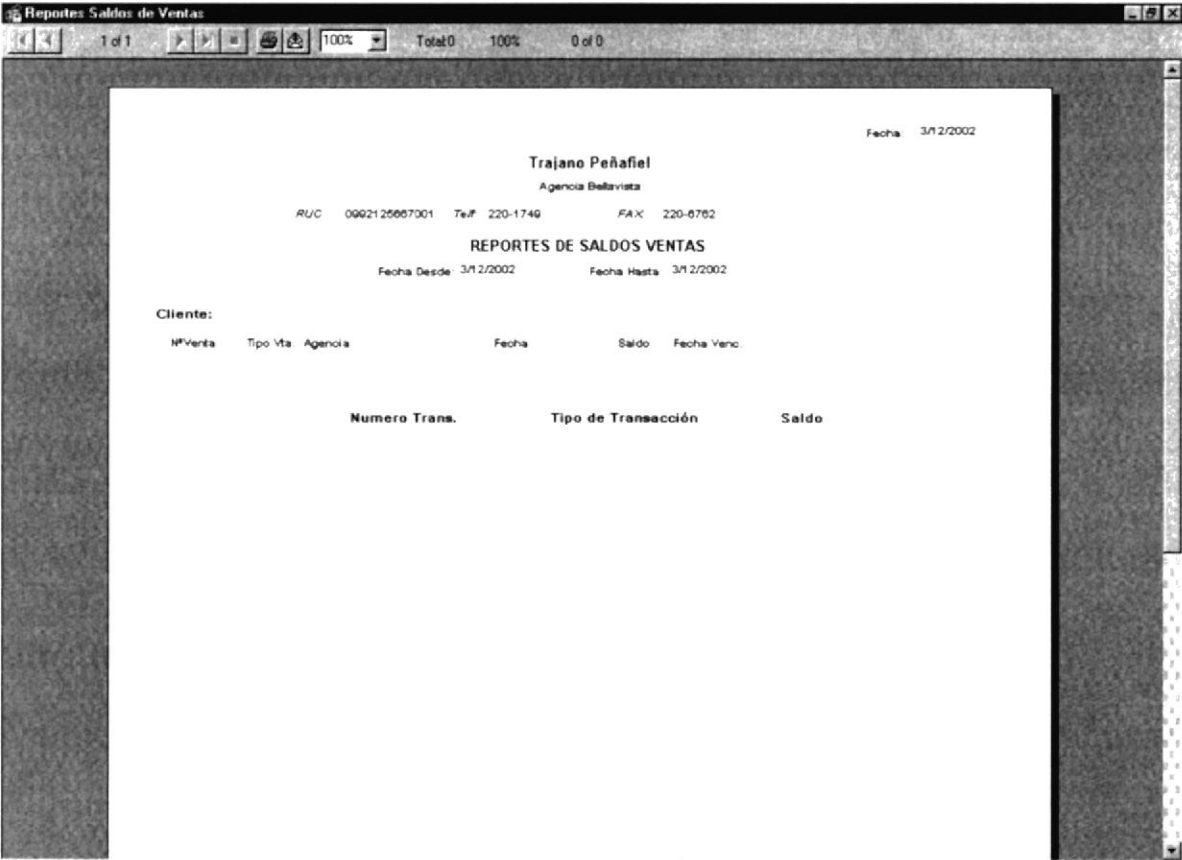 Reportes Saldos de Ventas
1 of 1 100% Total:0 100% 0 of 0
Fecha 3/12/2002
Trajano Peñafiel
Agencia Bellavista
RUC 0992125667001 Telf 220-1749 FAX 220-6762
REPORTES DE SALDOS VENTAS
Fecha Desde 3/12/2002 Fecha Hasta 3/12/2002
Cliente:
NºVenta Tipo Vta Agencia Fecha Saldo Fecha Venc.
Numero Trans. Tipo de Transacción Saldo